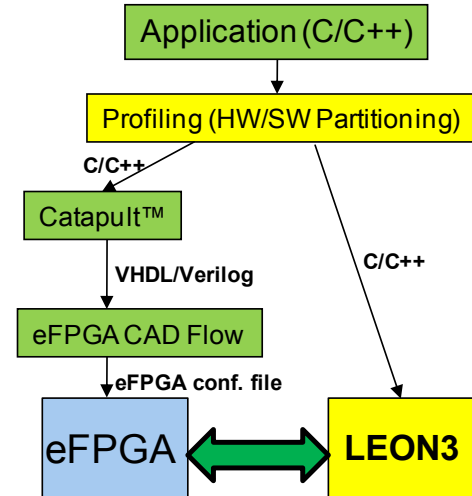 Application (C/C++)
Profiling (HW/SW Partitioning)
C/C++
Catapult™
C/C++
VHDL/Verilog
eFPGA CAD Flow
eFPGA conf. file
eFPGA
LEON3